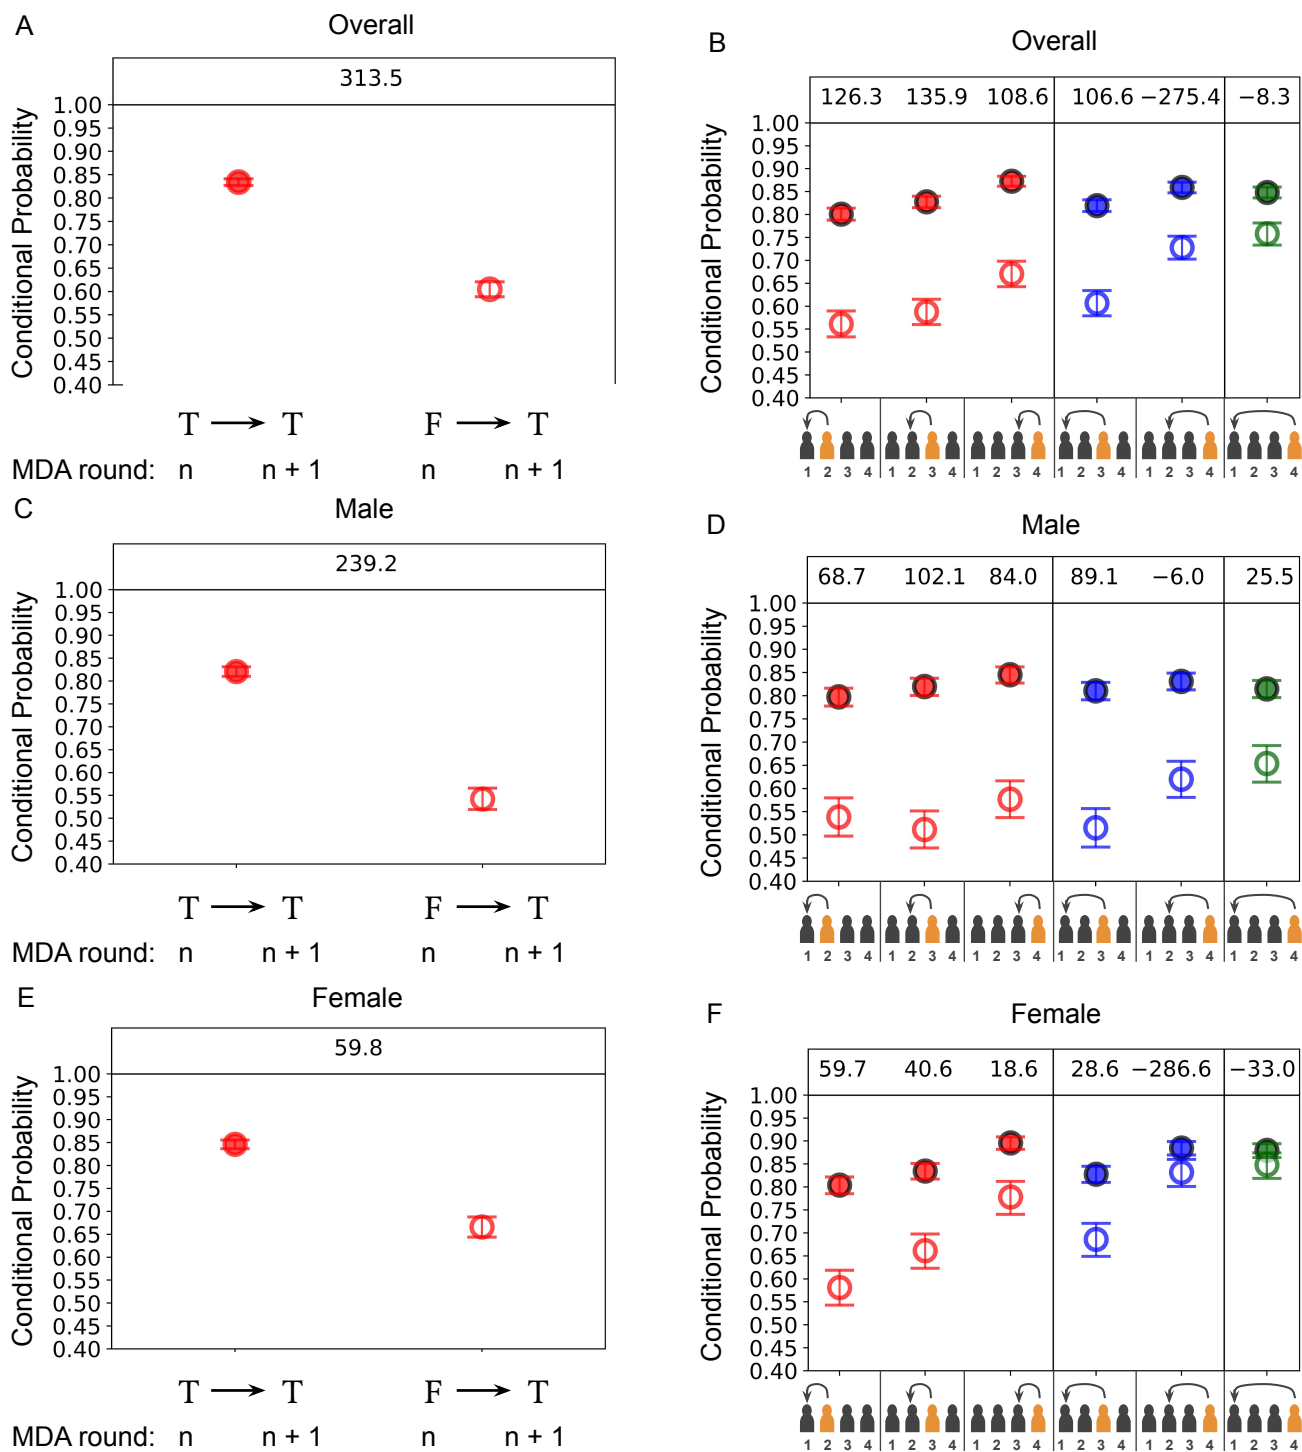 A
Overall
313.5
Conditional Probability
1.00
0.95
0.90
0.85
0.80
0.75
0.70
0.65
0.60
0.55
0.50
0.45
0.40
T → T F → T
MDA round: n n + 1 n n + 1
B
Overall
126.3 135.9 108.6 106.6 −275.4 −8.3
Conditional Probability
1.00
0.95
0.90
0.85
0.80
0.75
0.70
0.65
0.60
0.55
0.50
0.45
0.40
1 2 3 4 1 2 3 4 1 2 3 4 1 2 3 4 1 2 3 4 1 2 3 4
C
Male
239.2
Conditional Probability
1.00
0.95
0.90
0.85
0.80
0.75
0.70
0.65
0.60
0.55
0.50
0.45
0.40
T → T F → T
MDA round: n n + 1 n n + 1
D
Male
68.7 102.1 84.0 89.1 −6.0 25.5
Conditional Probability
1.00
0.95
0.90
0.85
0.80
0.75
0.70
0.65
0.60
0.55
0.50
0.45
0.40
1 2 3 4 1 2 3 4 1 2 3 4 1 2 3 4 1 2 3 4 1 2 3 4
E
Female
59.8
Conditional Probability
1.00
0.95
0.90
0.85
0.80
0.75
0.70
0.65
0.60
0.55
0.50
0.45
0.40
T → T F → T
MDA round: n n + 1 n n + 1
F
Female
59.7 40.6 18.6 28.6 −286.6 −33.0
Conditional Probability
1.00
0.95
0.90
0.85
0.80
0.75
0.70
0.65
0.60
0.55
0.50
0.45
0.40
1 2 3 4 1 2 3 4 1 2 3 4 1 2 3 4 1 2 3 4 1 2 3 4